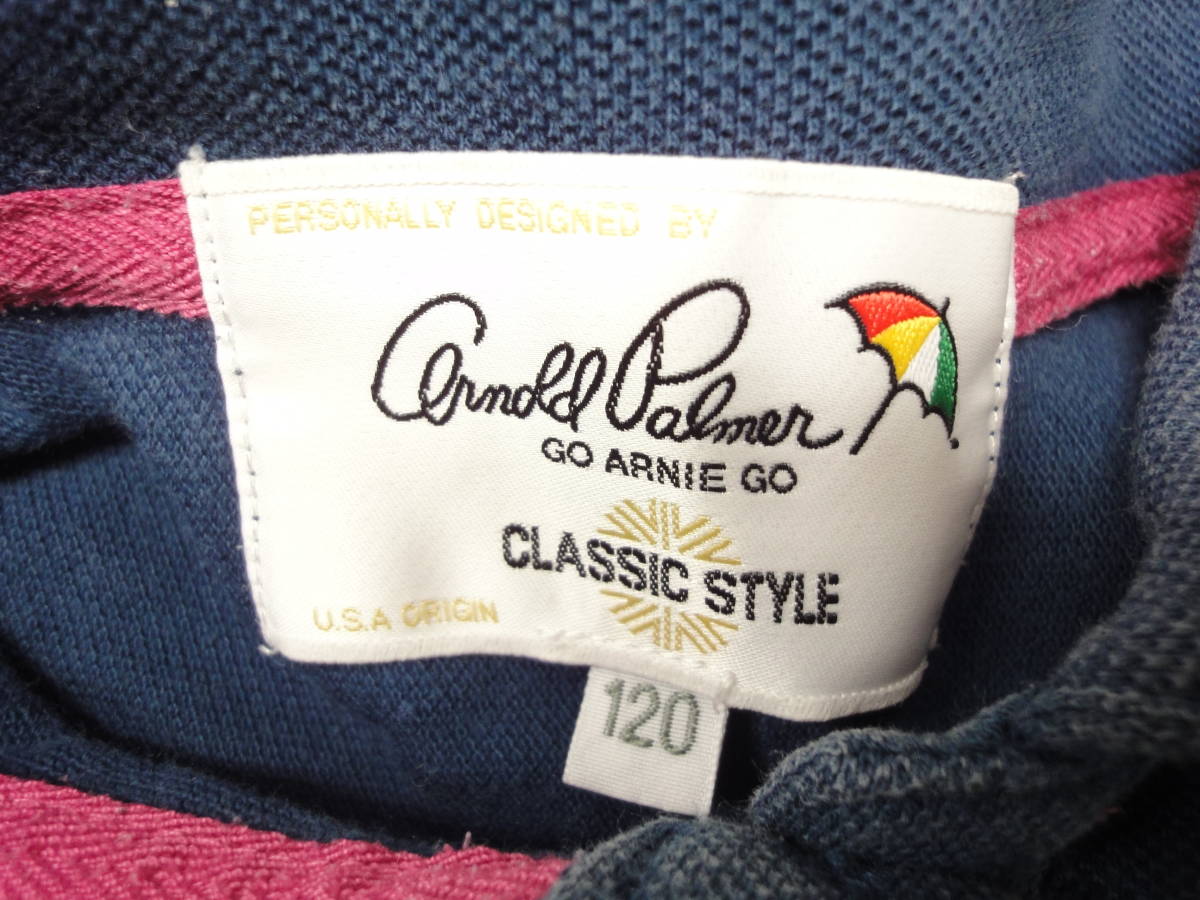 PERSONALLY DESIGNED BY
Arnold Palmer
GO ARNIE GO
CLASSIC STYLE
U.S.A ORIGIN
120